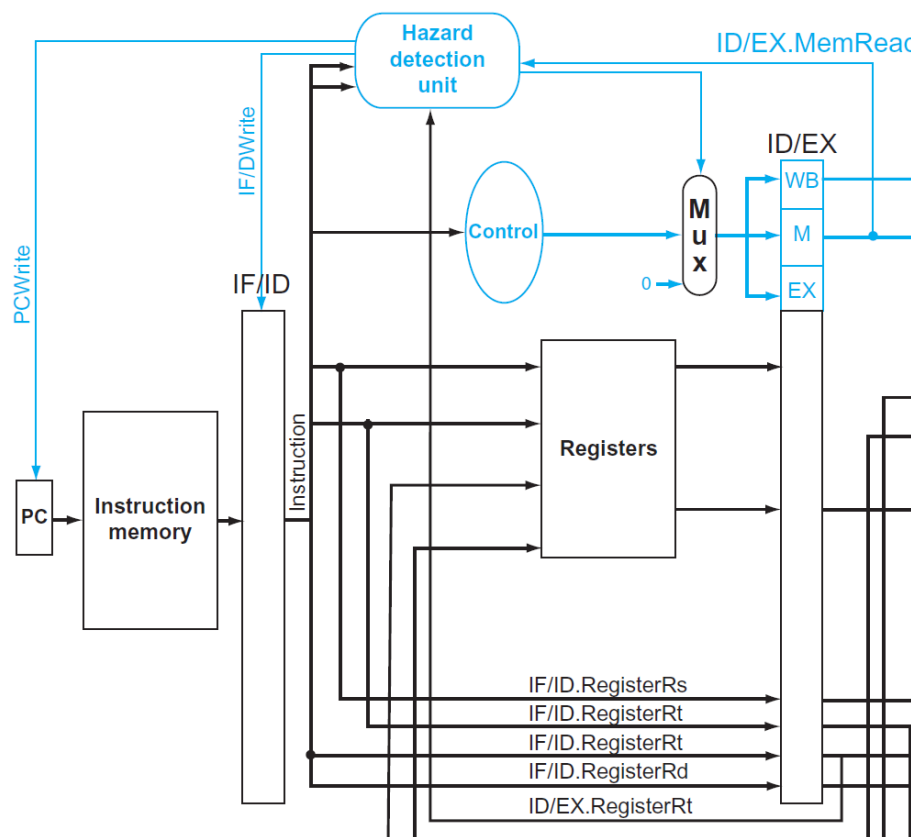 Hazard
detection
unit
ID/EX.MemRead
ID/EX
IF/DWrite
PCWrite
Control
M
u
x
WB
M
EX
0
IF/ID
Instruction
PC
Instruction
memory
Registers
IF/ID.RegisterRs
IF/ID.RegisterRt
IF/ID.RegisterRt
IF/ID.RegisterRd
ID/EX.RegisterRt